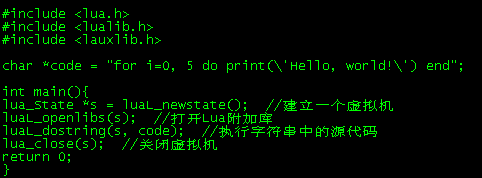 #include <lua.h>
#include <lualib.h>
#include <lauxlib.h>
char *code = "for i=0, 5 do print(\'Hello, world!\') end";
int main(){
lua_State *s = luaL_newstate();  //建立一个虚拟机
luaL_openlibs(s);  //打开Lua附加库
luaL_dostring(s, code);  //执行字符串中的源代码
lua_close(s);  //关闭虚拟机
return 0;
}